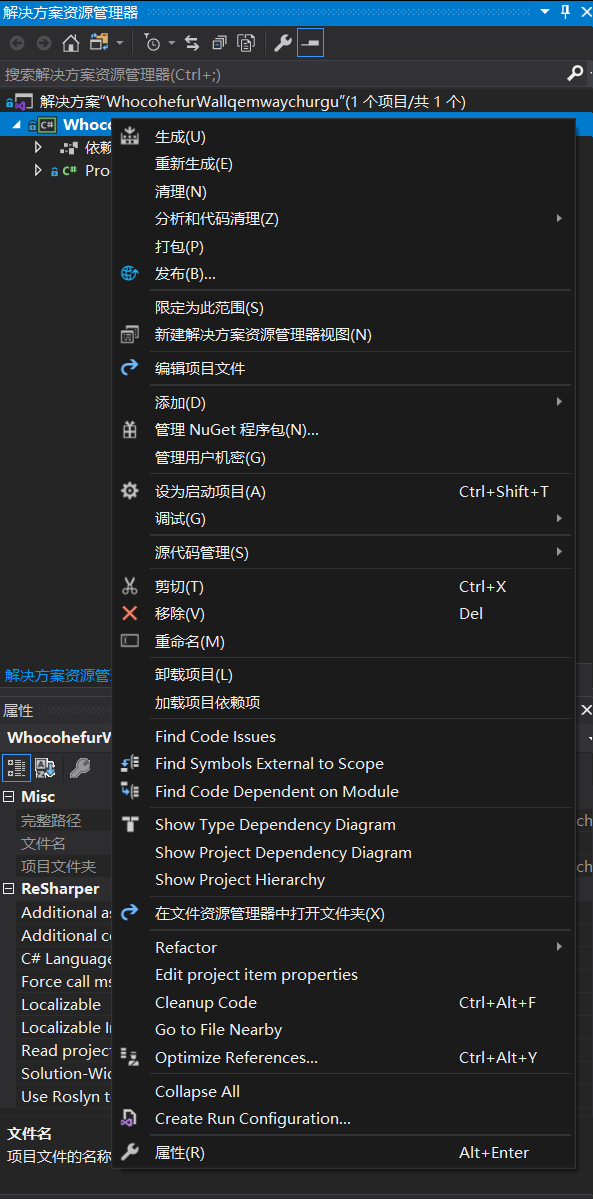 解决方案资源管理器
搜索解决方案资源管理器(Ctrl+;)
解决方案“WhocohefurWallqemwaychurgu”(1 个项目/共 1 个)
Whoco
依赖
Pro
生成(U)
重新生成(E)
清理(N)
分析和代码清理(Z)
打包(P)
发布(B)...
限定为此范围(S)
新建解决方案资源管理器视图(N)
编辑项目文件
添加(D)
管理 NuGet 程序包(N)...
管理用户机密(G)
设为启动项目(A) Ctrl+Shift+T
调试(G)
源代码管理(S)
剪切(T) Ctrl+X
移除(V) Del
重命名(M)
卸载项目(L)
加载项目依赖项
Find Code Issues
Find Symbols External to Scope
Find Code Dependent on Module
Show Type Dependency Diagram
Show Project Dependency Diagram
Show Project Hierarchy
在文件资源管理器中打开文件夹(X)
Refactor
Edit project item properties
Cleanup Code Ctrl+Alt+F
Go to File Nearby
Optimize References... Ctrl+Alt+Y
Collapse All
Create Run Configuration...
属性(R) Alt+Enter
解决方案资源管
属性
WhocohefurW
Misc
完整路径 ch
文件名
项目文件夹 ch
ReSharper
Additional as
Additional co
C# Language
Force call ms
Localizable
Localizable In
Read project
Solution-Wid
Use Roslyn t
文件名
项目文件的名称